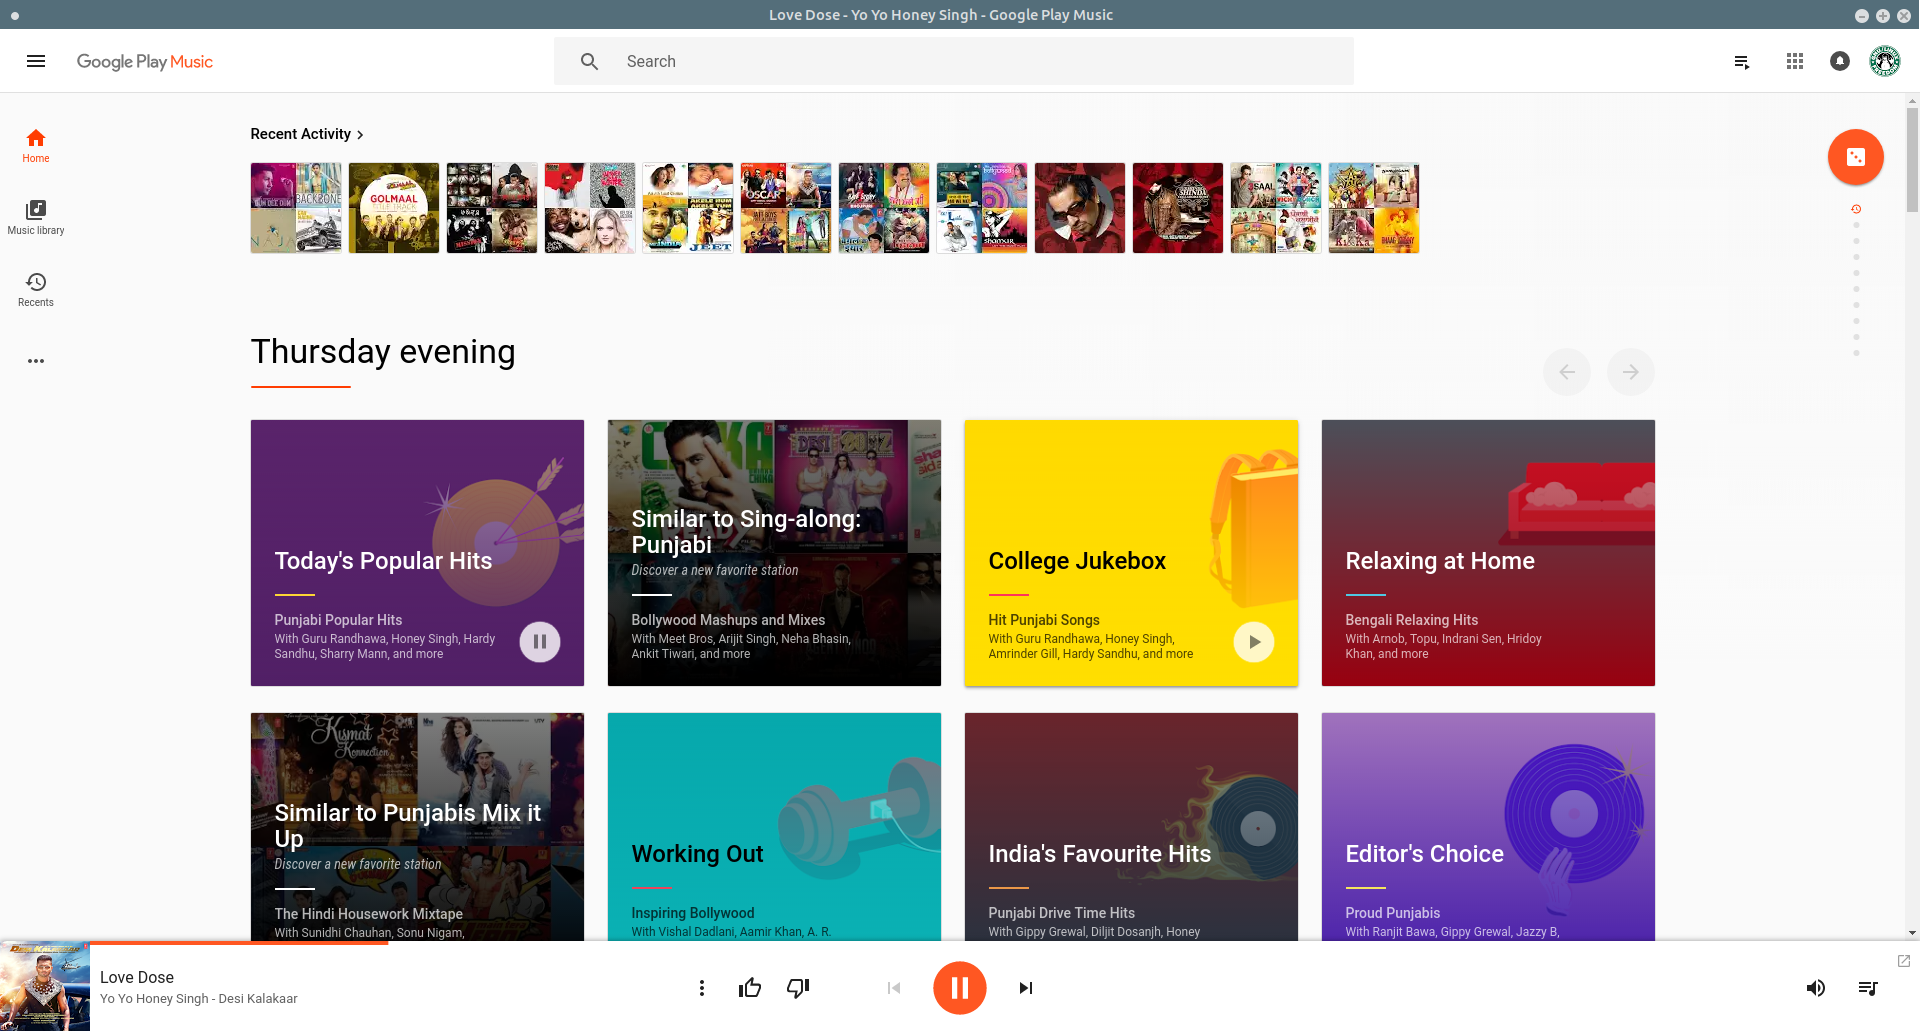 Love Dose - Yo Yo Honey Singh - Google Play Music
Google Play Music
Search
Home
Music library
Recents
Recent Activity
GOLMAAL
TITLE TRACK
BACKBONE
OSCAR
JEET
Thursday evening
Today's Popular Hits
Punjabi Popular Hits
With Guru Randhawa, Honey Singh, Hardy
Sandhu, Sharry Mann, and more
Similar to Sing-along:
Punjabi
Discover a new favorite station
Bollywood Mashups and Mixes
With Meet Bros, Arijit Singh, Neha Bhasin,
Ankit Tiwari, and more
College Jukebox
Hit Punjabi Songs
With Guru Randhawa, Honey Singh,
Amrinder Gill, Hardy Sandhu, and more
Relaxing at Home
Bengali Relaxing Hits
With Arnob, Topu, Indrani Sen, Hridoy
Khan, and more
Kismat
Konnection
Similar to Punjabis Mix it
Up
Discover a new favorite station
The Hindi Housework Mixtape
With Sunidhi Chauhan, Sonu Nigam,
Working Out
Inspiring Bollywood
With Vishal Dadlani, Aamir Khan, A. R.
India's Favourite Hits
Punjabi Drive Time Hits
With Gippy Grewal, Diljit Dosanjh, Honey
Editor's Choice
Proud Punjabis
With Ranjit Bawa, Gippy Grewal, Jazzy B,
Love Dose
Yo Yo Honey Singh - Desi Kalakaar